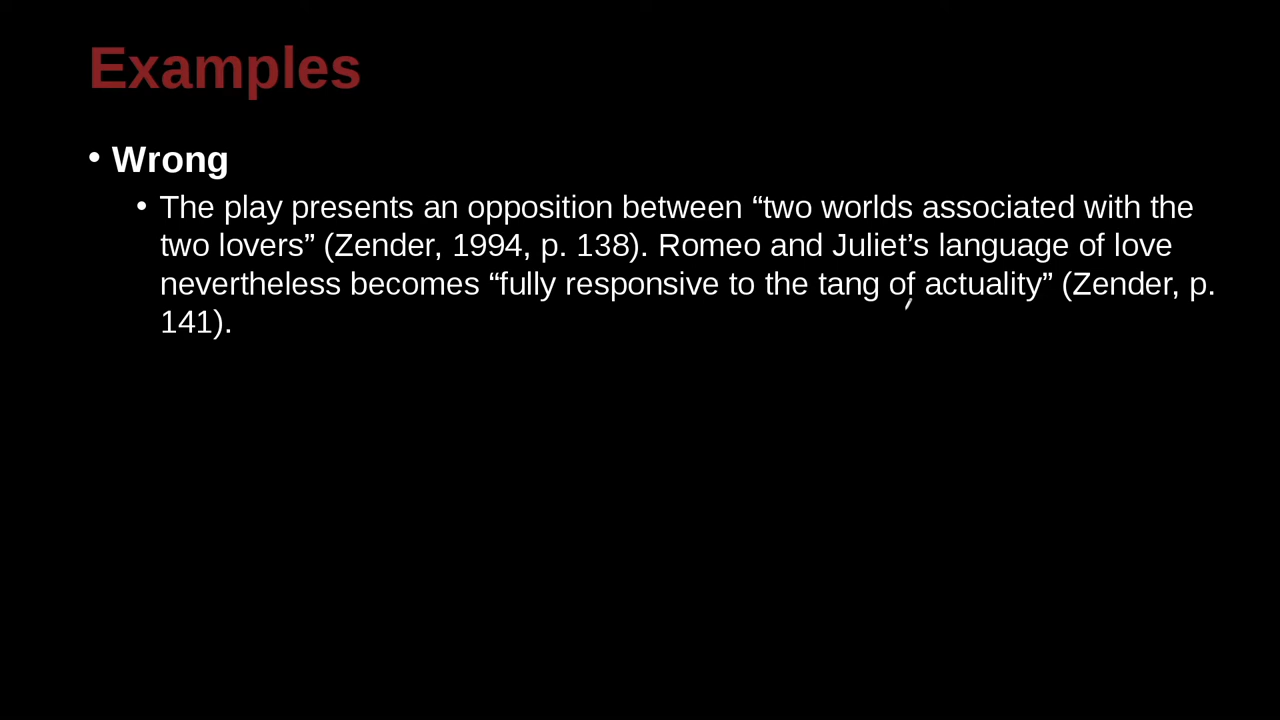 Examples
• Wrong
• The play presents an opposition between “two worlds associated with the
two lovers” (Zender, 1994, p. 138). Romeo and Juliet’s language of love
nevertheless becomes “fully responsive to the tang of actuality” (Zender, p.
141).